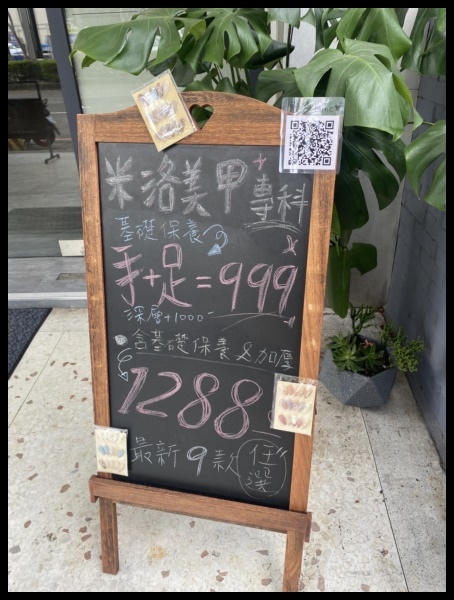 米洛美甲專科
基礎保養
手+足=999
深層+1000-
含基礎保養&加厚
1288
最新9款任選